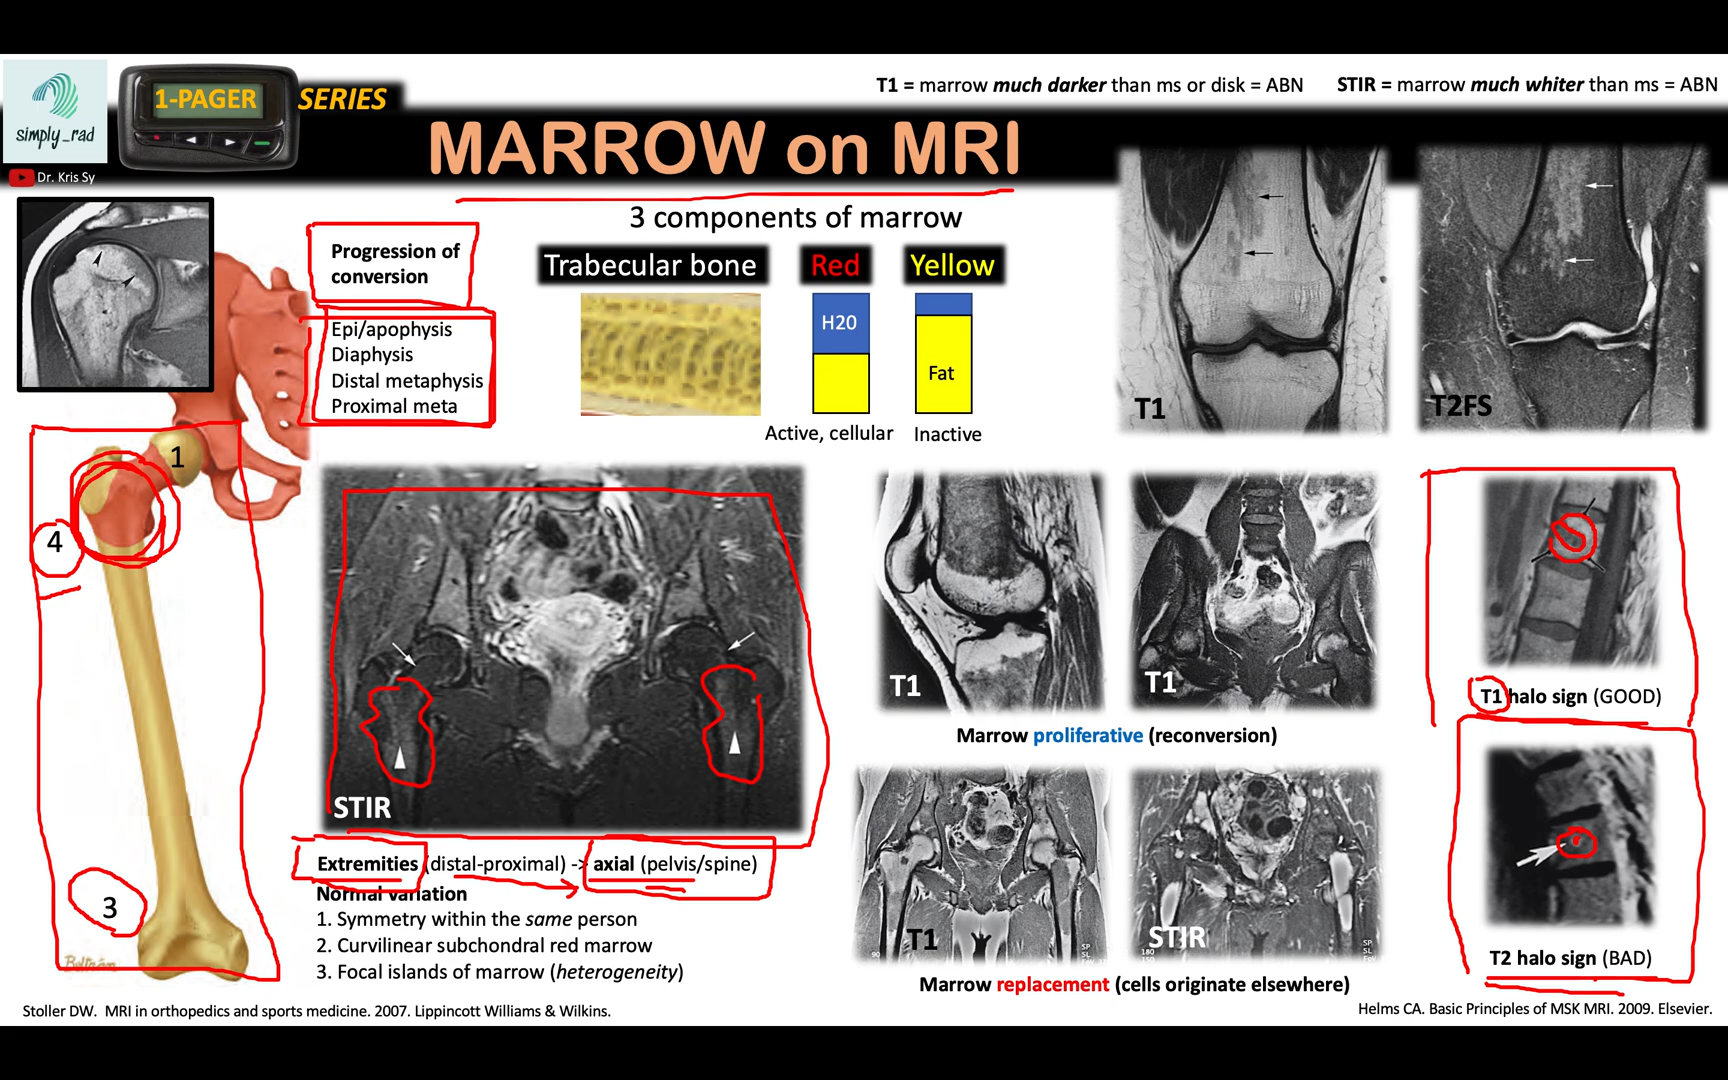 T1 = marrow much darker than ms or disk = ABN
STIR = marrow much whiter than ms = ABN
simply_rad
1-PAGER
SERIES
Dr. Kris Sy
MARROW on MRI
Progression of
conversion
Epi/apophysis
Diaphysis
Distal metaphysis
Proximal meta
1
4
3
3 components of marrow
Trabecular bone
Red
Yellow
H20
Fat
Active, cellular
Inactive
T1
T2FS
STIR
Extremities (distal-proximal) -> axial (pelvis/spine)
Normal variation
1. Symmetry within the same person
2. Curvilinear subchondral red marrow
3. Focal islands of marrow (heterogeneity)
T1
T1
Marrow proliferative (reconversion)
T1
STIR
Marrow replacement (cells originate elsewhere)
T1 halo sign (GOOD)
T2 halo sign (BAD)
Beltrán
Stoller DW. MRI in orthopedics and sports medicine. 2007. Lippincott Williams & Wilkins.
Helms CA. Basic Principles of MSK MRI. 2009. Elsevier.